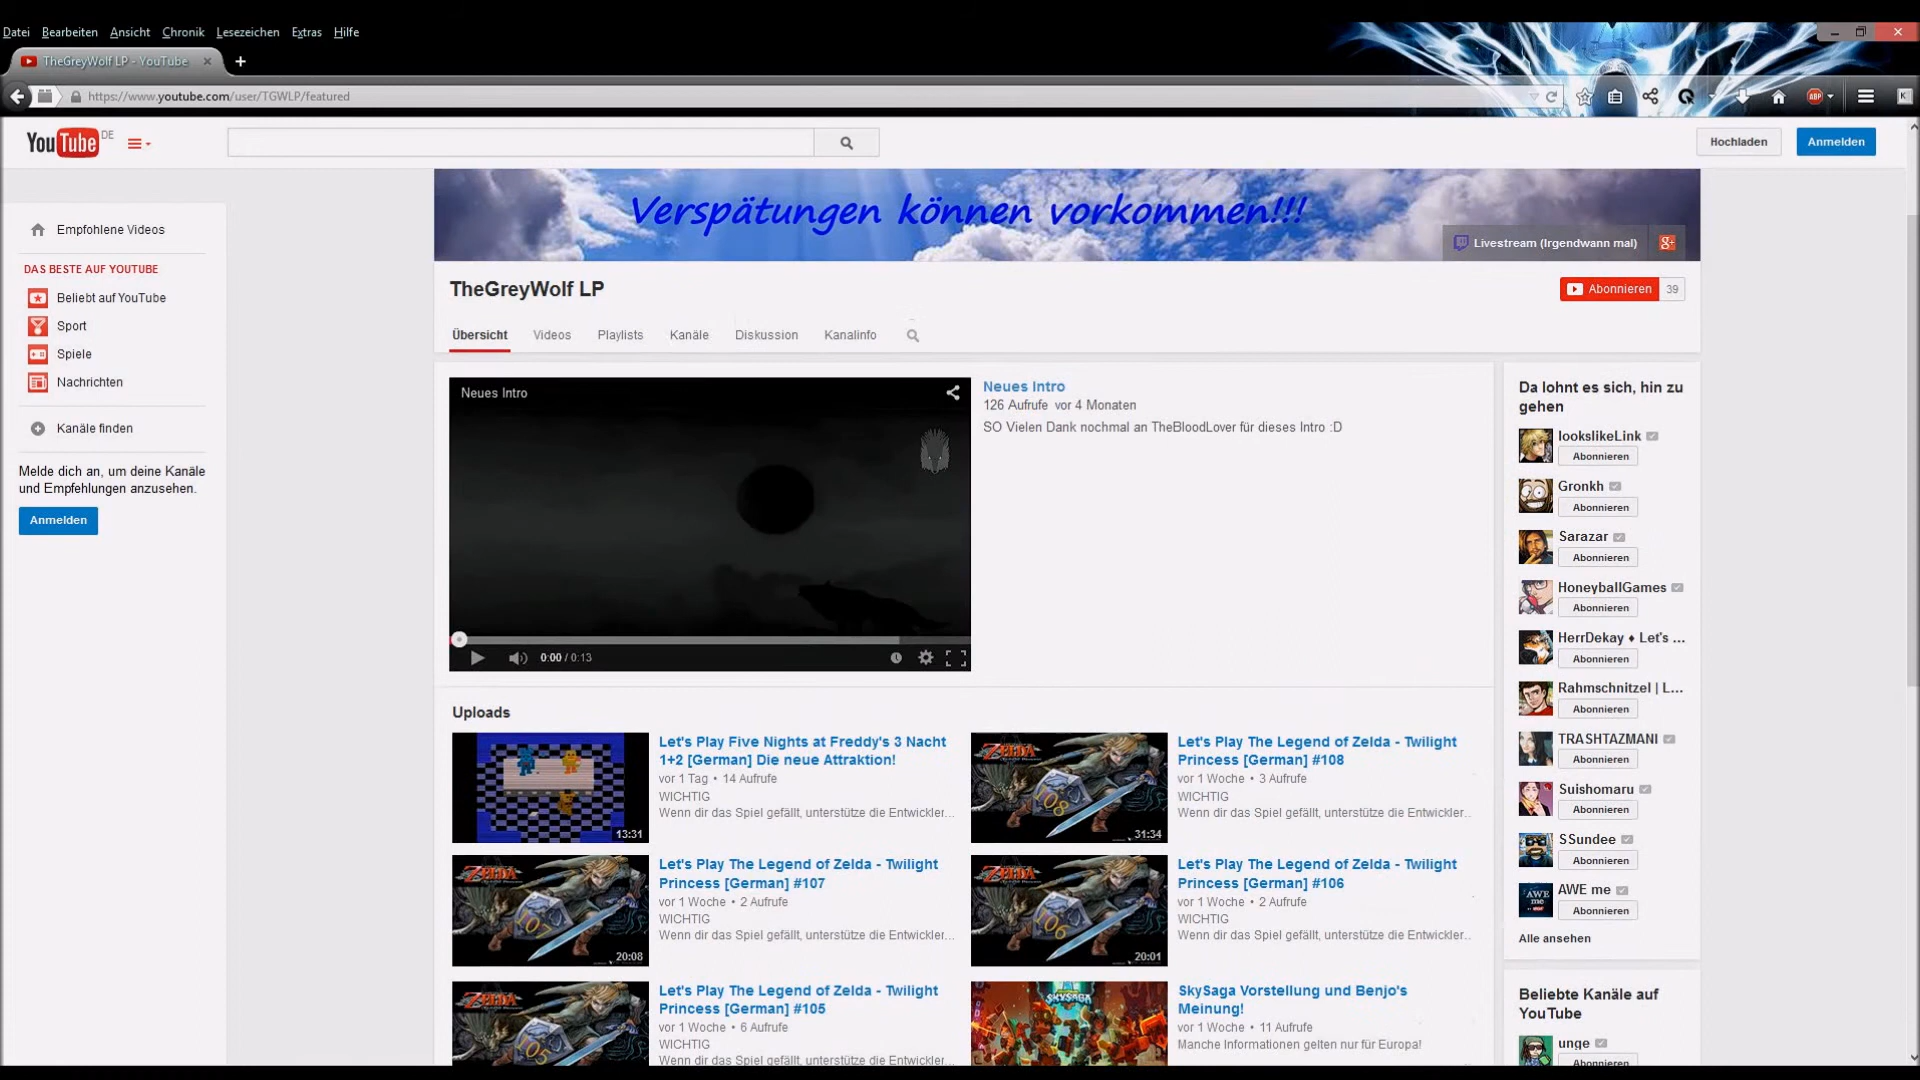 Datei Bearbeiten Ansicht Chronik Lesezeichen Extras Hilfe
TheGreyWolf LP - YouTube
https://www.youtube.com/user/TGWLP/featured
ABP
YouTube DE
Hochladen
Anmelden
Verspätungen können vorkommen!!!
Livestream (Irgendwann mal)
Empfohlene Videos
DAS BESTE AUF YOUTUBE
Beliebt auf YouTube
Sport
Spiele
Nachrichten
Kanäle finden
Melde dich an, um deine Kanäle
und Empfehlungen anzusehen.
Anmelden
TheGreyWolf LP
Abonnieren 39
Übersicht Videos Playlists Kanäle Diskussion Kanalinfo
Neues Intro
0:00 / 0:13
Neues Intro
126 Aufrufe vor 4 Monaten
SO Vielen Dank nochmal an TheBloodLover für dieses Intro :D
Uploads
13:31
Let's Play Five Nights at Freddy's 3 Nacht
1+2 [German] Die neue Attraktion!
vor 1 Tag • 14 Aufrufe
WICHTIG
Wenn dir das Spiel gefällt, unterstütze die Entwickler...
ZELDA
108
31:34
Let's Play The Legend of Zelda - Twilight
Princess [German] #108
vor 1 Woche • 3 Aufrufe
WICHTIG
Wenn dir das Spiel gefällt, unterstütze die Entwickler...
ZELDA
107
20:08
Let's Play The Legend of Zelda - Twilight
Princess [German] #107
vor 1 Woche • 2 Aufrufe
WICHTIG
Wenn dir das Spiel gefällt, unterstütze die Entwickler...
ZELDA
106
20:01
Let's Play The Legend of Zelda - Twilight
Princess [German] #106
vor 1 Woche • 2 Aufrufe
WICHTIG
Wenn dir das Spiel gefällt, unterstütze die Entwickler...
ZELDA
105
Let's Play The Legend of Zelda - Twilight
Princess [German] #105
vor 1 Woche • 6 Aufrufe
WICHTIG
Wenn dir das Spiel gefällt, unterstütze die Entwickler...
SKYSAGA
SkySaga Vorstellung und Benjo's
Meinung!
vor 1 Woche • 11 Aufrufe
Manche Informationen gelten nur für Europa!
Da lohnt es sich, hin zu
gehen
lookslikeLink
Abonnieren
Gronkh
Abonnieren
Sarazar
Abonnieren
HoneyballGames
Abonnieren
HerrDekay ♦ Let's ...
Abonnieren
Rahmschnitzel | L...
Abonnieren
TRASHTAZMANI
Abonnieren
Suishomaru
Abonnieren
SSundee
Abonnieren
AWE me
AWE me
Abonnieren
Alle ansehen
Beliebte Kanäle auf
YouTube
unge
Abonnieren